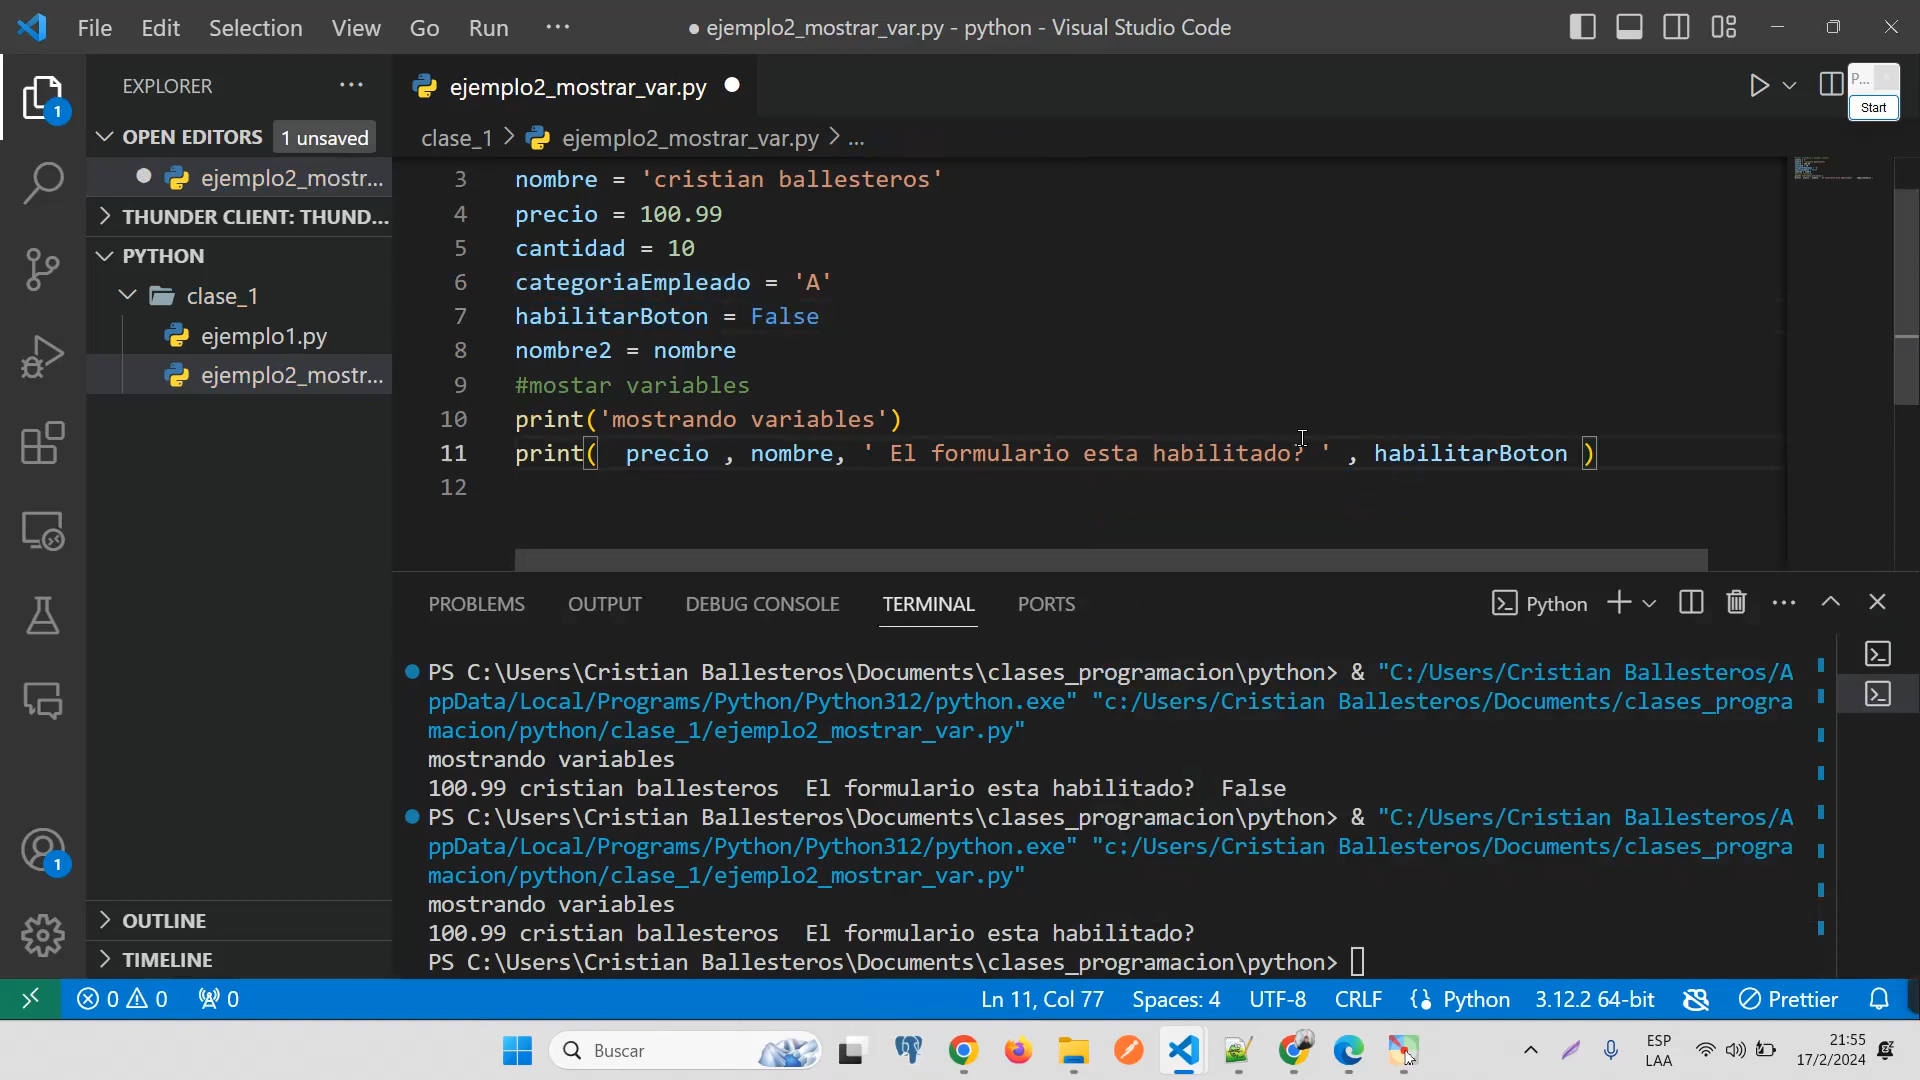 File Edit Selection View Go Run ···
● ejemplo2_mostrar_var.py - python - Visual Studio Code
EXPLORER ···
OPEN EDITORS 1 unsaved
ejemplo2_mostr...
THUNDER CLIENT: THUND...
PYTHON
clase_1
ejemplo1.py
ejemplo2_mostr...
OUTLINE
TIMELINE
1
1
ejemplo2_mostrar_var.py
P...
Start
clase_1 > ejemplo2_mostrar_var.py > ...
3 nombre = 'cristian ballesteros'
4 precio = 100.99
5 cantidad = 10
6 categoriaEmpleado = 'A'
7 habilitarBoton = False
8 nombre2 = nombre
9 #mostar variables
10 print('mostrando variables')
11 print(  precio , nombre, ' El formulario esta habilitado? ' , habilitarBoton )
12
PROBLEMS OUTPUT DEBUG CONSOLE TERMINAL PORTS
Python
PS C:\Users\Cristian Ballesteros\Documents\clases_programacion\python> & "C:/Users/Cristian Ballesteros/A
ppData/Local/Programs/Python/Python312/python.exe" "c:/Users/Cristian Ballesteros/Documents/clases_progra
macion/python/clase_1/ejemplo2_mostrar_var.py"
mostrando variables
100.99 cristian ballesteros  El formulario esta habilitado?  False
PS C:\Users\Cristian Ballesteros\Documents\clases_programacion\python> & "C:/Users/Cristian Ballesteros/A
ppData/Local/Programs/Python/Python312/python.exe" "c:/Users/Cristian Ballesteros/Documents/clases_progra
macion/python/clase_1/ejemplo2_mostrar_var.py"
mostrando variables
100.99 cristian ballesteros  El formulario esta habilitado?
PS C:\Users\Cristian Ballesteros\Documents\clases_programacion\python>
0 0 0 Ln 11, Col 77 Spaces: 4 UTF-8 CRLF Python 3.12.2 64-bit Prettier
Buscar
ESP
LAA
21:55
17/2/2024